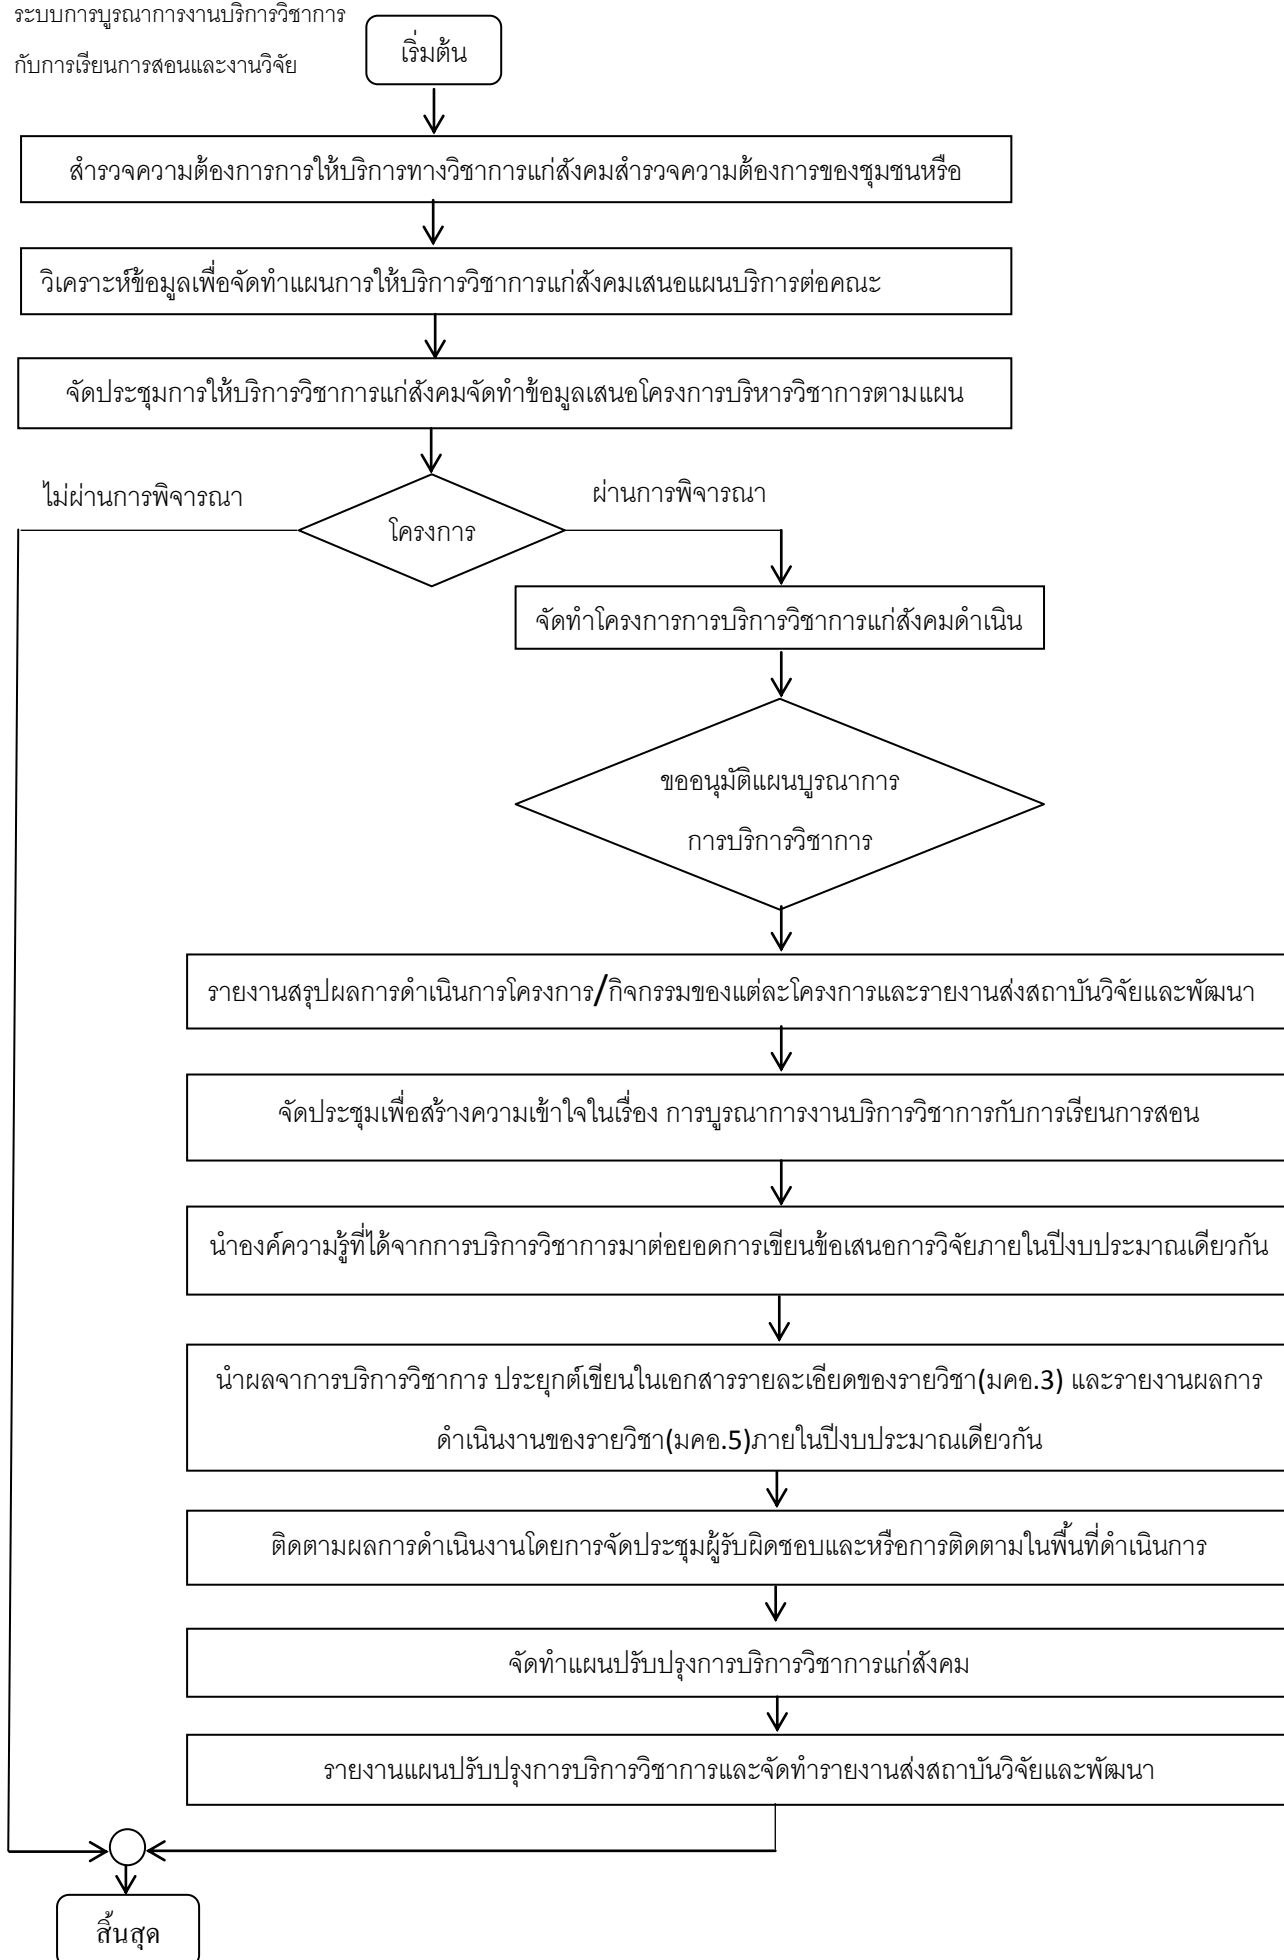 ระบบการบูรณาการงานบริการวิชาการ
กับการเรียนการสอนและงานวิจัย
เริ่มต้น
สำรวจความต้องการการให้บริการทางวิชาการแก่สังคมสำรวจความต้องการของชุมชนหรือ
วิเคราะห์ข้อมูลเพื่อจัดทำแผนการให้บริการวิชาการแก่สังคมเสนอแผนบริการต่อคณะ
จัดประชุมการให้บริการวิชาการแก่สังคมจัดทำข้อมูลเสนอโครงการบริหารวิชาการตามแผน
ไม่ผ่านการพิจารณา
ผ่านการพิจารณา
โครงการ
จัดทำโครงการการบริการวิชาการแก่สังคมดำเนิน
ขออนุมัติแผนบูรณาการ
การบริการวิชาการ
รายงานสรุปผลการดำเนินการโครงการ/กิจกรรมของแต่ละโครงการและรายงานส่งสถาบันวิจัยและพัฒนา
จัดประชุมเพื่อสร้างความเข้าใจในเรื่อง การบูรณาการงานบริการวิชาการกับการเรียนการสอน
นำองค์ความรู้ที่ได้จากการบริการวิชาการมาต่อยอดการเขียนข้อเสนอการวิจัยภายในปีงบประมาณเดียวกัน
นำผลจาการบริการวิชาการ ประยุกต์เขียนในเอกสารรายละเอียดของรายวิชา(มคอ.3) และรายงานผลการ
ดำเนินงานของรายวิชา(มคอ.5)ภายในปีงบประมาณเดียวกัน
ติดตามผลการดำเนินงานโดยการจัดประชุมผู้รับผิดชอบและหรือการติดตามในพื้นที่ดำเนินการ
จัดทำแผนปรับปรุงการบริการวิชาการแก่สังคม
รายงานแผนปรับปรุงการบริการวิชาการและจัดทำรายงานส่งสถาบันวิจัยและพัฒนา
สิ้นสุด